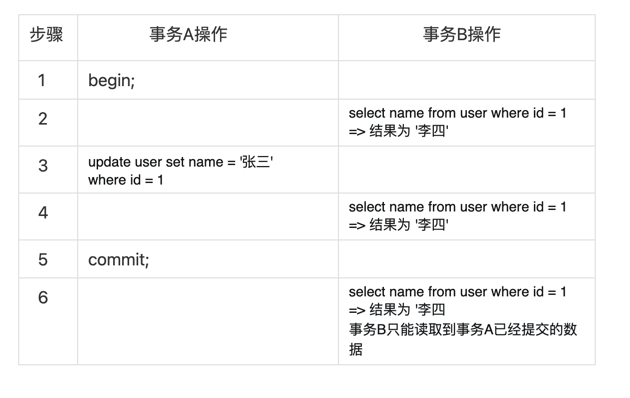 步骤 事务A操作 事务B操作
1 begin;
2 select name from user where id = 1
=> 结果为 '李四'
3 update user set name = '张三'
where id = 1
4 select name from user where id = 1
=> 结果为 '李四'
5 commit;
6 select name from user where id = 1
=> 结果为 '李四
事务B只能读取到事务A已经提交的数
据